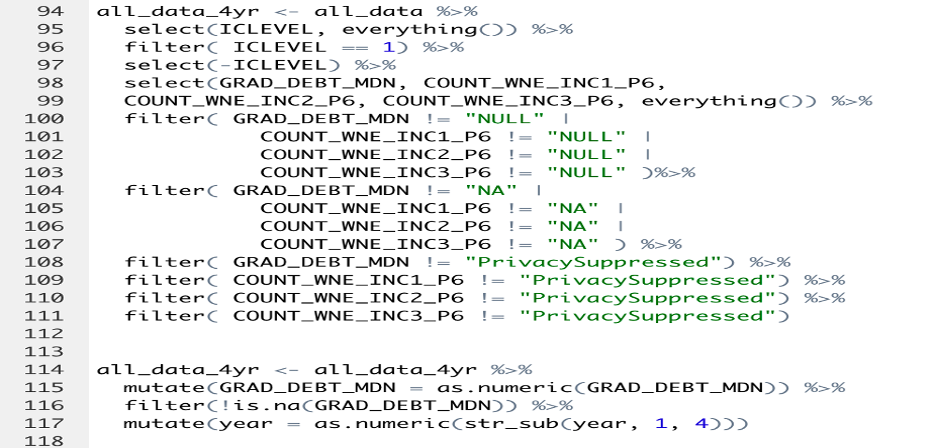 94 all_data_4yr <- all_data %>%
95 select(ICLEVEL, everything()) %>%
96 filter( ICLEVEL == 1) %>%
97 select(-ICLEVEL) %>%
98 select(GRAD_DEBT_MDN, COUNT_WNE_INC1_P6,
99 COUNT_WNE_INC2_P6, COUNT_WNE_INC3_P6, everything()) %>%
100 filter( GRAD_DEBT_MDN != "NULL" |
101 COUNT_WNE_INC1_P6 != "NULL" |
102 COUNT_WNE_INC2_P6 != "NULL" |
103 COUNT_WNE_INC3_P6 != "NULL" )%>%
104 filter( GRAD_DEBT_MDN != "NA" |
105 COUNT_WNE_INC1_P6 != "NA" |
106 COUNT_WNE_INC2_P6 != "NA" |
107 COUNT_WNE_INC3_P6 != "NA" ) %>%
108 filter( GRAD_DEBT_MDN != "PrivacySuppressed") %>%
109 filter( COUNT_WNE_INC1_P6 != "PrivacySuppressed") %>%
110 filter( COUNT_WNE_INC2_P6 != "PrivacySuppressed") %>%
111 filter( COUNT_WNE_INC3_P6 != "PrivacySuppressed")
112
113
114 all_data_4yr <- all_data_4yr %>%
115 mutate(GRAD_DEBT_MDN = as.numeric(GRAD_DEBT_MDN)) %>%
116 filter(!is.na(GRAD_DEBT_MDN)) %>%
117 mutate(year = as.numeric(str_sub(year, 1, 4)))
118